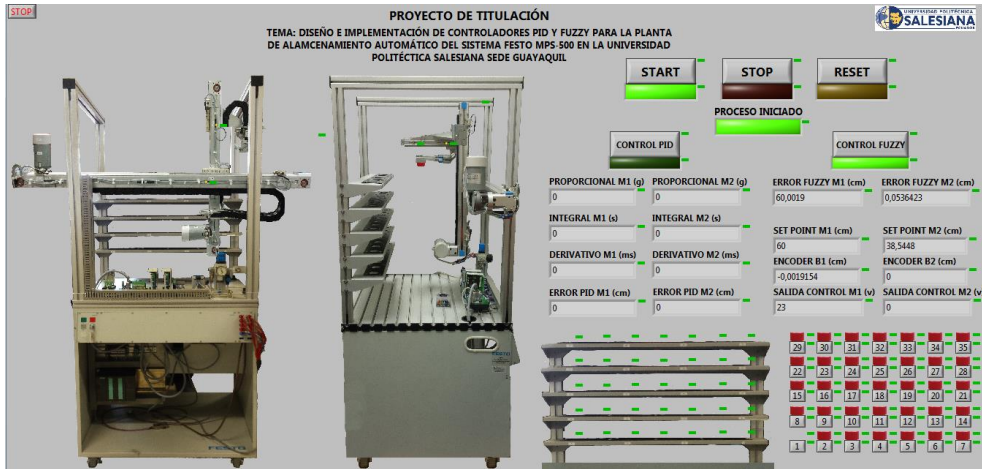 STOP
PROYECTO DE TITULACIÓN
TEMA: DISEÑO E IMPLEMENTACIÓN DE CONTROLADORES PID Y FUZZY PARA LA PLANTA
DE ALAMCENAMIENTO AUTOMÁTICO DEL SISTEMA FESTO MPS-500 EN LA UNIVERSIDAD
POLITÉCTICA SALESIANA SEDE GUAYAQUIL
UNIVERSIDAD POLITÉCNICA
SALESIANA
ECUADOR
START STOP RESET
PROCESO INICIADO
CONTROL PID CONTROL FUZZY
PROPORCIONAL M1 (g) PROPORCIONAL M2 (g) ERROR FUZZY M1 (cm) ERROR FUZZY M2 (cm)
0 0 60,0019 0,0536423
INTEGRAL M1 (s) INTEGRAL M2 (s) SET POINT M1 (cm) SET POINT M2 (cm)
0 0 60 38,5448
DERIVATIVO M1 (ms) DERIVATIVO M2 (ms) ENCODER B1 (cm) ENCODER B2 (cm)
0 0 -0,0019154 0
ERROR PID M1 (cm) ERROR PID M2 (cm) SALIDA CONTROL M1 (v) SALIDA CONTROL M2 (v
0 0 23 0
29 30 31 32 33 34 35
22 23 24 25 26 27 28
15 16 17 18 19 20 21
8 9 10 11 12 13 14
1 2 3 4 5 6 7
FESTO
FESTO